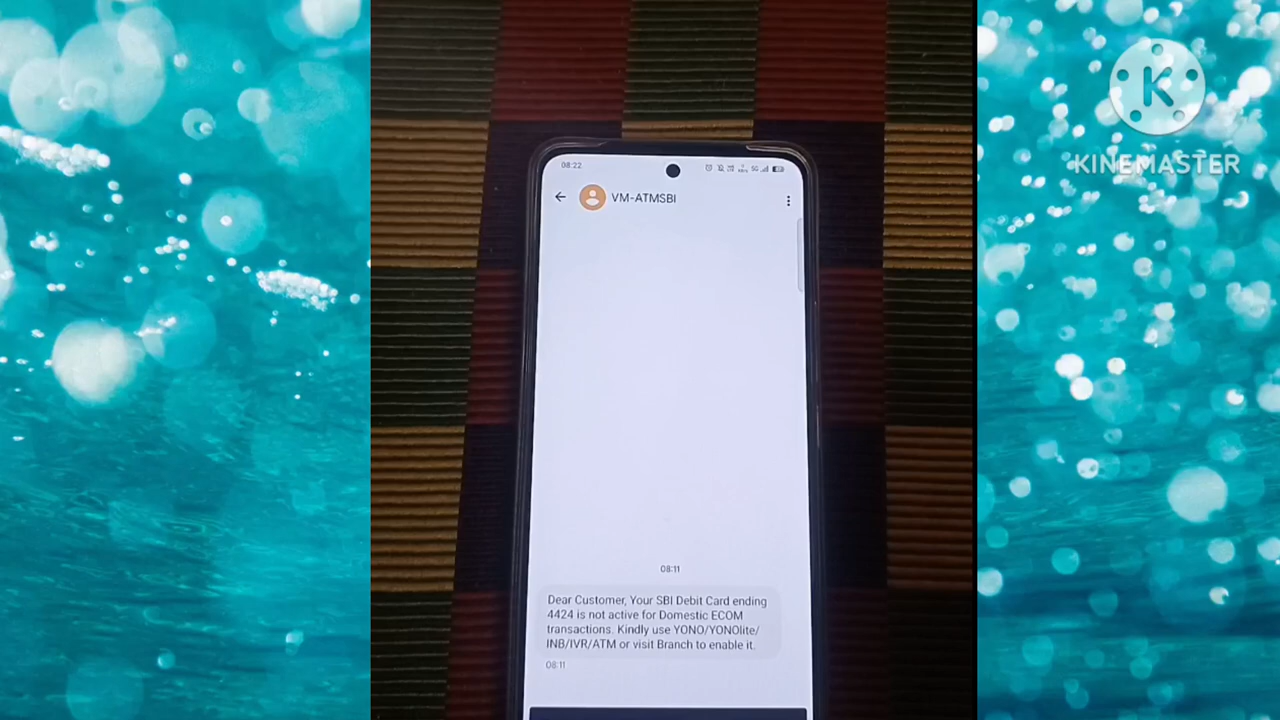 K
KINEMASTER
08:22
VM-ATMSBI
08:11
Dear Customer, Your SBI Debit Card ending
4424 is not active for Domestic ECOM
transactions. Kindly use YONO/YONOlite/
INB/IVR/ATM or visit Branch to enable it.
08:11